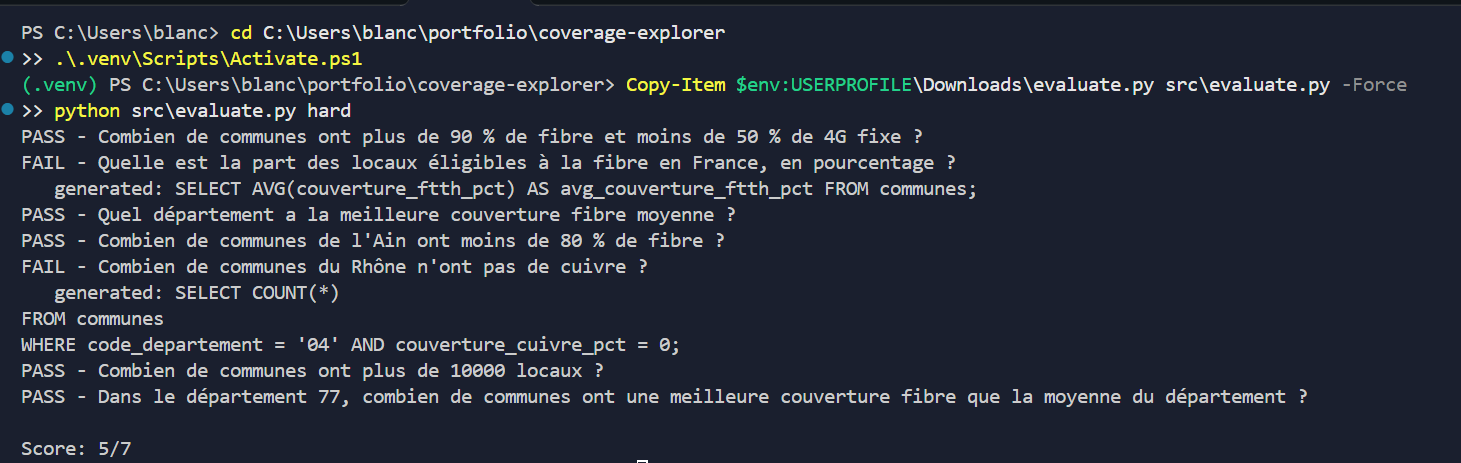 PS C:\Users\blanc> cd C:\Users\blanc\portfolio\coverage-explorer
>> .\.venv\Scripts\Activate.ps1
(.venv) PS C:\Users\blanc\portfolio\coverage-explorer> Copy-Item $env:USERPROFILE\Downloads\evaluate.py src\evaluate.py -Force
>> python src\evaluate.py hard
PASS - Combien de communes ont plus de 90 % de fibre et moins de 50 % de 4G fixe ?
FAIL - Quelle est la part des locaux éligibles à la fibre en France, en pourcentage ?
   generated: SELECT AVG(couverture_ftth_pct) AS avg_couverture_ftth_pct FROM communes;
PASS - Quel département a la meilleure couverture fibre moyenne ?
PASS - Combien de communes de l'Ain ont moins de 80 % de fibre ?
FAIL - Combien de communes du Rhône n'ont pas de cuivre ?
   generated: SELECT COUNT(*)
FROM communes
WHERE code_departement = '04' AND couverture_cuivre_pct = 0;
PASS - Combien de communes ont plus de 10000 locaux ?
PASS - Dans le département 77, combien de communes ont une meilleure couverture fibre que la moyenne du département ?
Score: 5/7